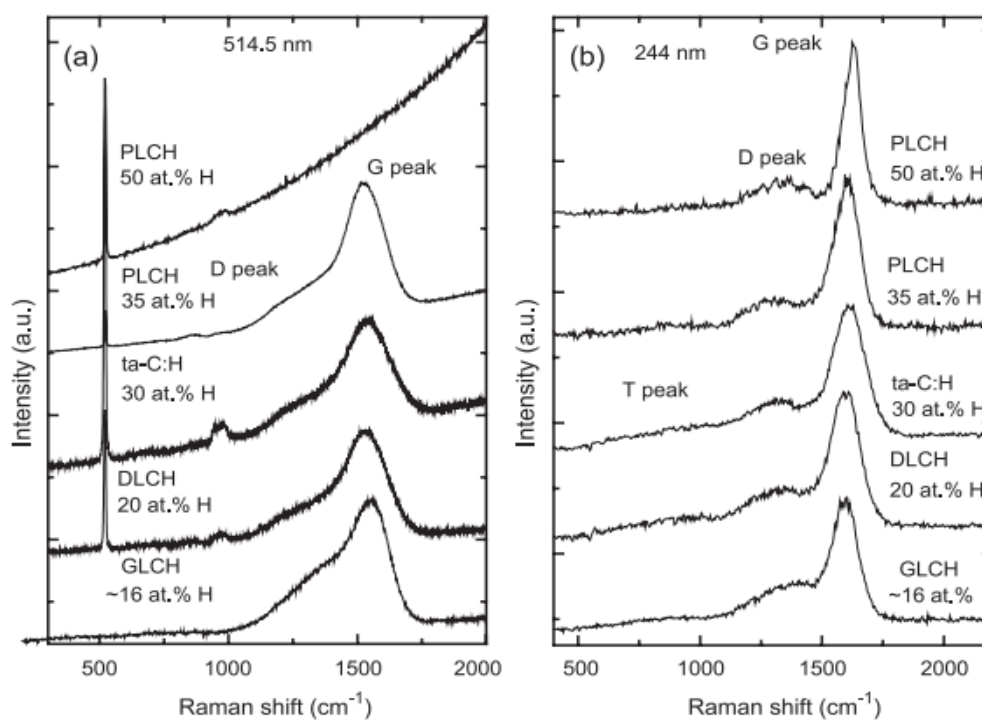 (a)
514.5 nm
PLCH
50 at.% H
G peak
D peak
PLCH
35 at.% H
ta-C:H
30 at.% H
DLCH
20 at.% H
GLCH
~16 at.% H
Intensity (a.u.)
500
1000
1500
2000
Raman shift (cm⁻¹)
(b)
244 nm
G peak
D peak
PLCH
50 at.% H
PLCH
35 at.% H
T peak
ta-C:H
30 at.% H
DLCH
20 at.% H
GLCH
~16 at.%
Intensity (a.u.)
500
1000
1500
2000
Raman shift (cm⁻¹)